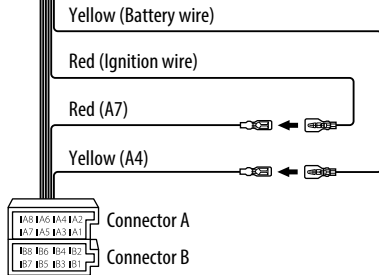 Yellow (Battery wire)
Red (Ignition wire)
Red (A7)
Yellow (A4)
A8 A6 A4 A2
A7 A5 A3 A1
Connector A
B8 B6 B4 B2
B7 B5 B3 B1
Connector B